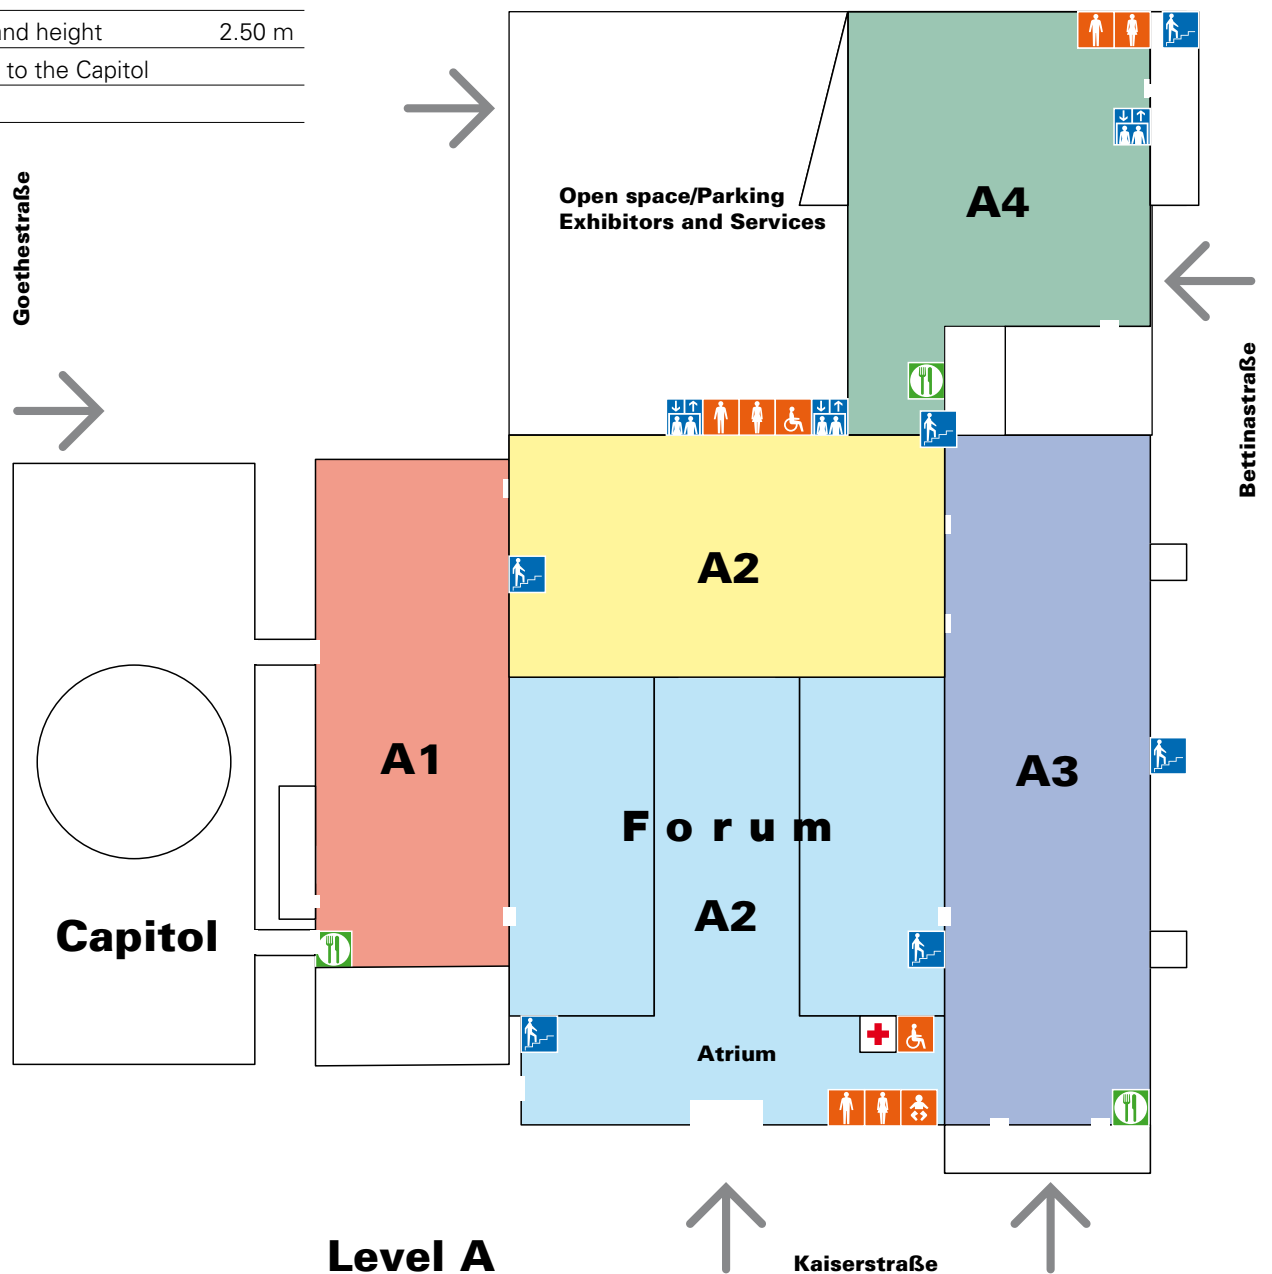 and height 2.50 m
to the Capitol
Goethestraße
Open space/Parking
Exhibitors and Services
A4
Bettinastraße
A2
A1
A3
Forum
A2
Capitol
Atrium
Level A
Kaiserstraße